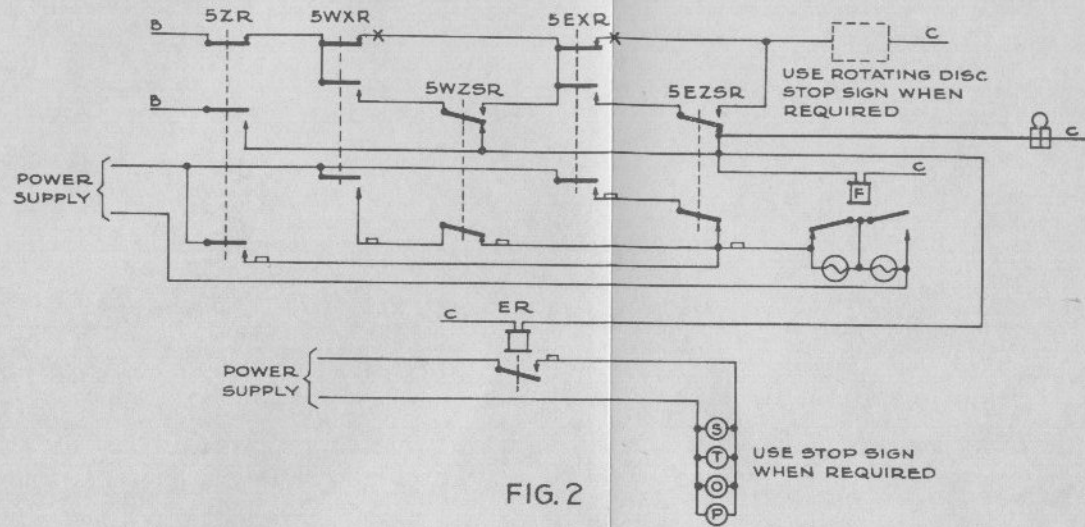 5ZR 5WXR 5EXR
B
X
X
C
5WZSR 5EZSR
USE ROTATING DISC
STOP SIGN WHEN
REQUIRED
B
C
POWER
SUPPLY
C
F
ER
C
POWER
SUPPLY
S
T
O
P
USE STOP SIGN
WHEN REQUIRED
FIG. 2